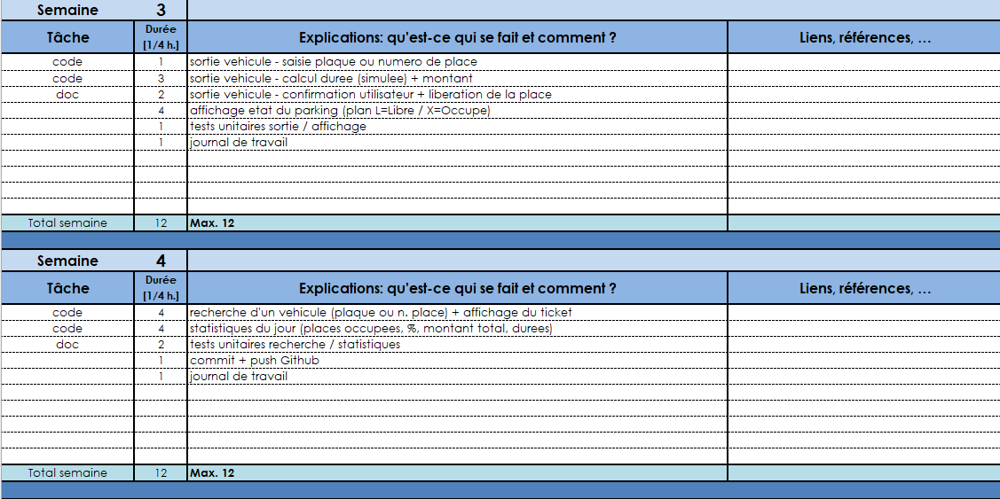 Semaine 3
Tâche Durée [1/4 h.] Explications: qu'est-ce qui se fait et comment ? Liens, références, …
code 1 sortie vehicule - saisie plaque ou numero de place
code 3 sortie vehicule - calcul duree (simulee) + montant
doc 2 sortie vehicule - confirmation utilisateur + liberation de la place
4 affichage etat du parking (plan L=Libre / X=Occupe)
1 tests unitaires sortie / affichage
1 journal de travail
Total semaine 12 Max. 12
Semaine 4
Tâche Durée [1/4 h.] Explications: qu'est-ce qui se fait et comment ? Liens, références, …
code 4 recherche d'un vehicule (plaque ou n. place) + affichage du ticket
code 4 statistiques du jour (places occupees, %, montant total, durees)
doc 2 tests unitaires recherche / statistiques
1 commit + push Github
1 journal de travail
Total semaine 12 Max. 12